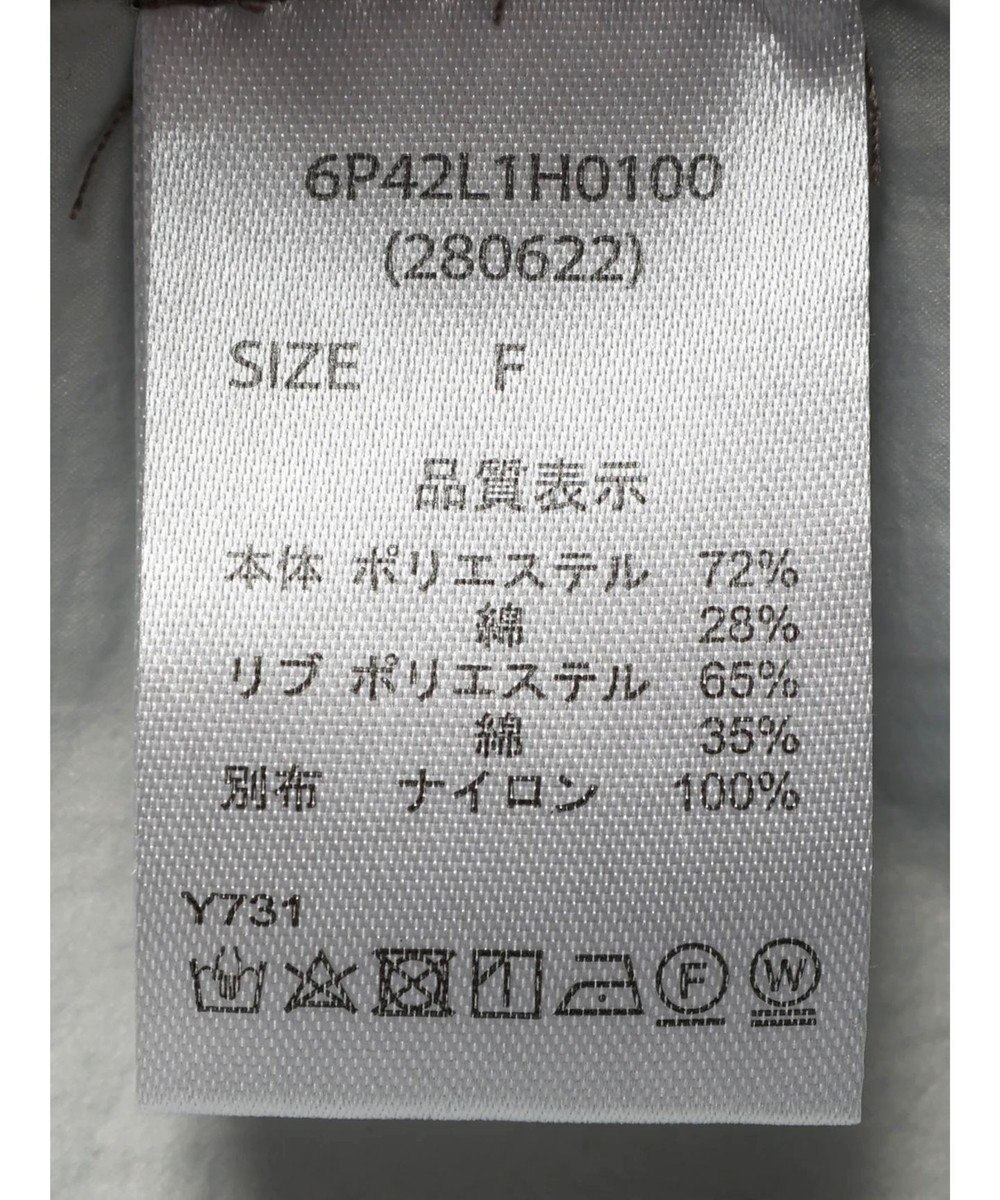 6P42L1H0100
(280622)
SIZE F
品質表示
本体 ポリエステル 72%
綿 28%
リブ ポリエステル 65%
綿 35%
別布 ナイロン 100%
Y731
F W